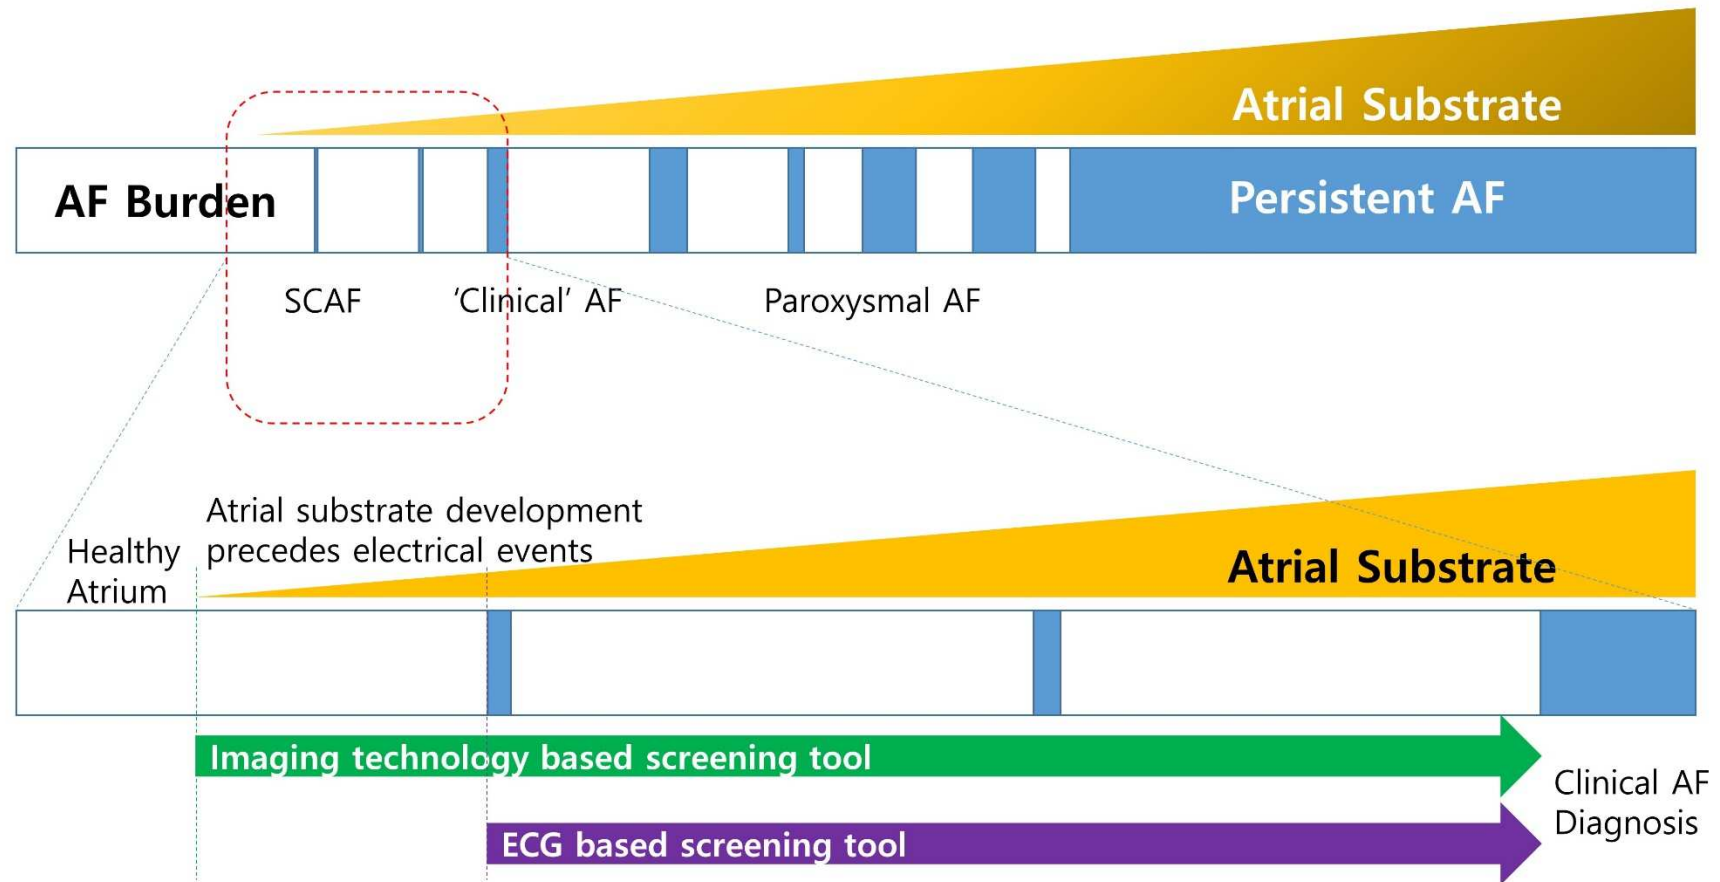 Atrial Substrate
AF Burden
Persistent AF
SCAF
‘Clinical’ AF
Paroxysmal AF
Atrial substrate development
precedes electrical events
Healthy
Atrium
Atrial Substrate
Imaging technology based screening tool
ECG based screening tool
Clinical AF
Diagnosis